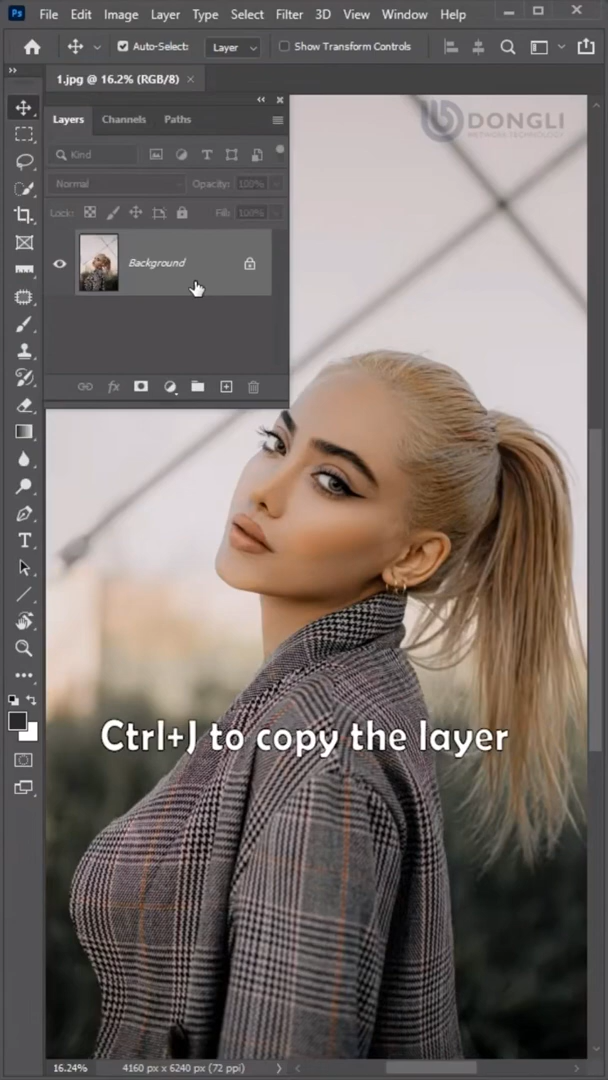 Ps File Edit Image Layer Type Select Filter 3D View Window Help
Auto-Select: Layer Show Transform Controls
1.jpg @ 16.2% (RGB/8)
Layers Channels Paths
Kind
Normal Opacity: 100%
Lock: Fill: 100%
Background
fx
DONGLI
NETWORK TECHNOLOGY
T
Ctrl+J to copy the layer
16.24% 4160 px x 6240 px (72 ppi)